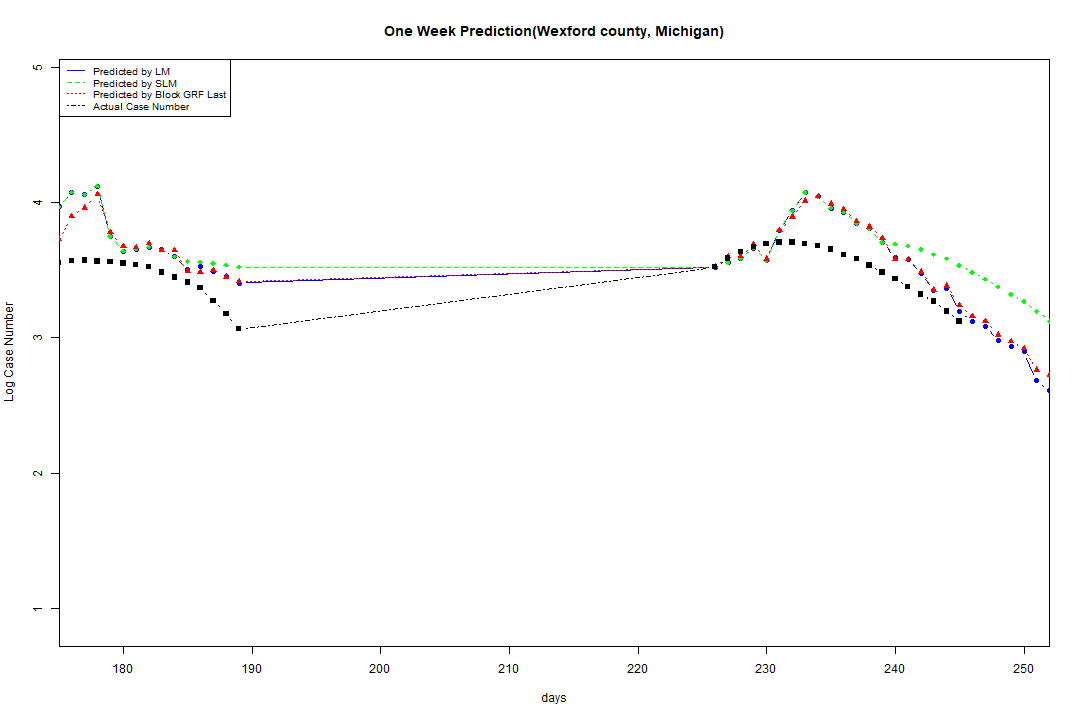 One Week Prediction(Wexford county, Michigan)
Predicted by LM
Predicted by SLM
Predicted by Block GRF Last
Actual Case Number
5
4
3
2
1
Log Case Number
180 190 200 210 220 230 240 250
days